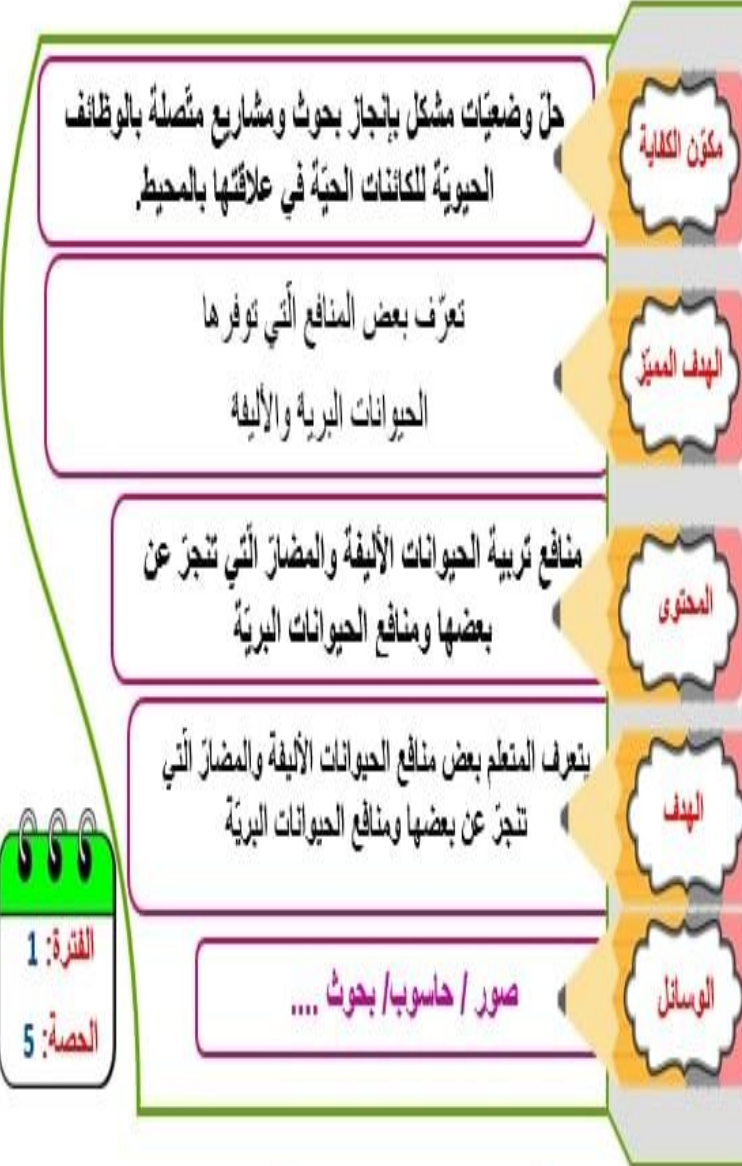 مكوّن الكفاية
حلّ وضعيّات مشكل بإنجاز بحوث ومشاريع متّصلة بالوظائف
الحيويّة للكائنات الحيّة في علاقتها بالمحيط.
الهدف المميّز
تعرّف بعض المنافع الّتي توفرها
الحيوانات البرية والأليفة
المحتوى
منافع تربية الحيوانات الأليفة والمضارّ الّتي تنجرّ عن
بعضها ومنافع الحيوانات البريّة
الهدف
يتعرف المتعلم بعض منافع الحيوانات الأليفة والمضارّ الّتي
تنجرّ عن بعضها ومنافع الحيوانات البريّة
الوسائل
صور / حاسوب/ بحوث ....
الفترة: 1
الحصة: 5